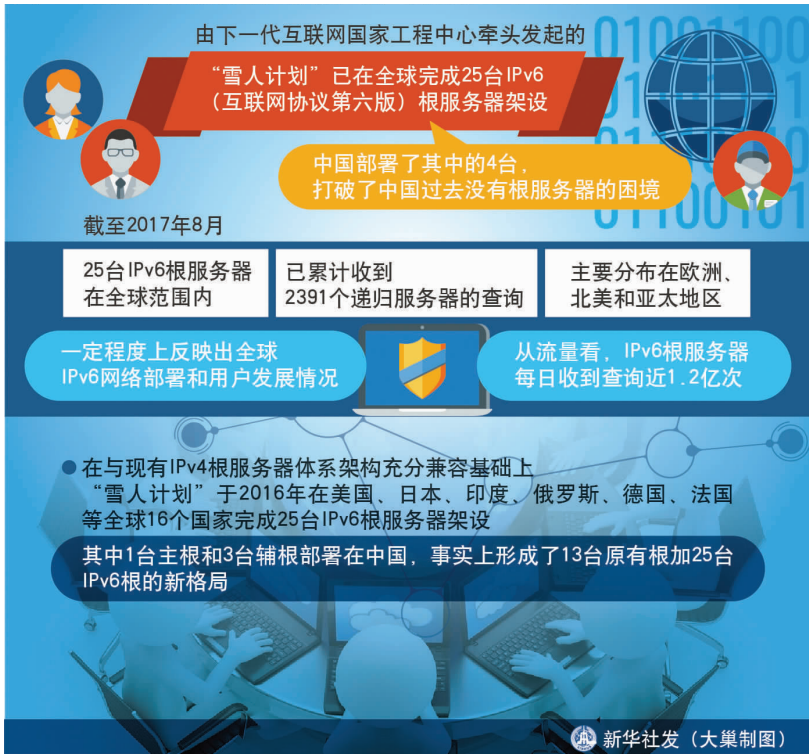 由下一代互联网国家工程中心牵头发起的
“雪人计划”已在全球完成25台IPv6
（互联网协议第六版）根服务器架设
中国部署了其中的4台，
打破了中国过去没有根服务器的困境
截至2017年8月
25台IPv6根服务器
在全球范围内
已累计收到
2391个递归服务器的查询
主要分布在欧洲、
北美和亚太地区
一定程度上反映出全球
IPv6网络部署和用户发展情况
从流量看，IPv6根服务器
每日收到查询近1.2亿次
在与现有IPv4根服务器体系架构充分兼容基础上
“雪人计划”于2016年在美国、日本、印度、俄罗斯、德国、法国
等全球16个国家完成25台IPv6根服务器架设
其中1台主根和3台辅根部署在中国，事实上形成了13台原有根加25台
IPv6根的新格局
新华社发（大巢制图）